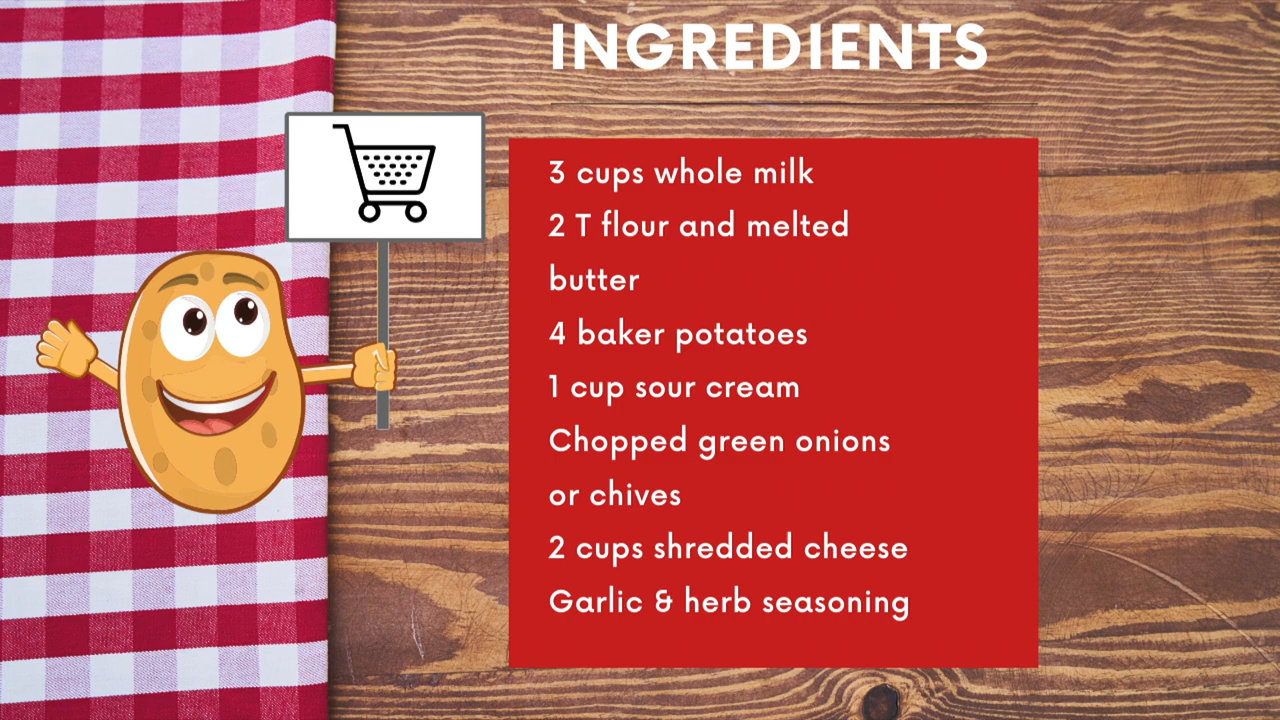 INGREDIENTS
3 cups whole milk
2 T flour and melted
butter
4 baker potatoes
1 cup sour cream
Chopped green onions
or chives
2 cups shredded cheese
Garlic & herb seasoning